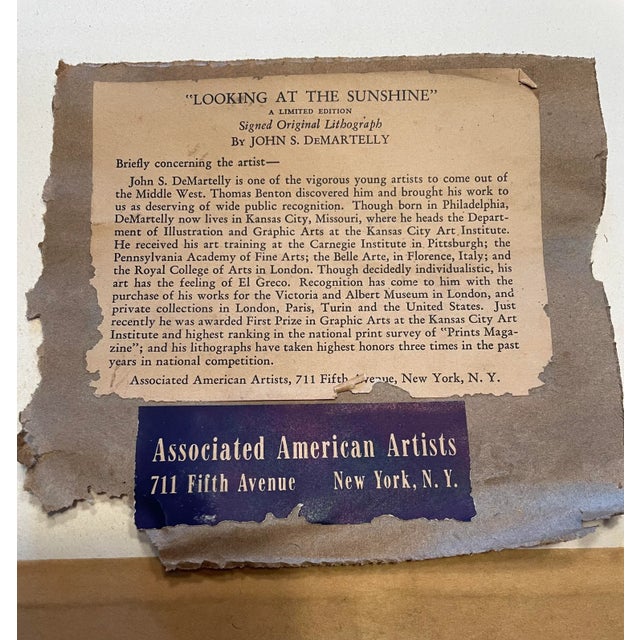 "LOOKING AT THE SUNSHINE"
A LIMITED EDITION
Signed Original Lithograph
BY JOHN S. DEMARTELLY
Briefly concerning the artist—
John S. DeMartelly is one of the vigorous young artists to come out of
the Middle West. Thomas Benton discovered him and brought his work to
us as deserving of wide public recognition. Though born in Philadelphia,
DeMartelly now lives in Kansas City, Missouri, where he heads the Depart-
ment of Illustration and Graphic Arts at the Kansas City Art Institute.
He received his art training at the Carnegie Institute in Pittsburgh; the
Pennsylvania Academy of Fine Arts; the Belle Arte, in Florence, Italy; and
the Royal College of Arts in London. Though decidedly individualistic, his
art has the feeling of El Greco. Recognition has come to him with the
purchase of his works for the Victoria and Albert Museum in London, and
private collections in London, Paris, Turin and the United States. Just
recently he was awarded First Prize in Graphic Arts at the Kansas City Art
Institute and highest ranking in the national print survey of "Prints Maga-
zine"; and his lithographs have taken highest honors three times in the past
years in national competition.
Associated American Artists, 711 Fifth Avenue, New York, N. Y.
Associated American Artists
711 Fifth Avenue New York, N. Y.